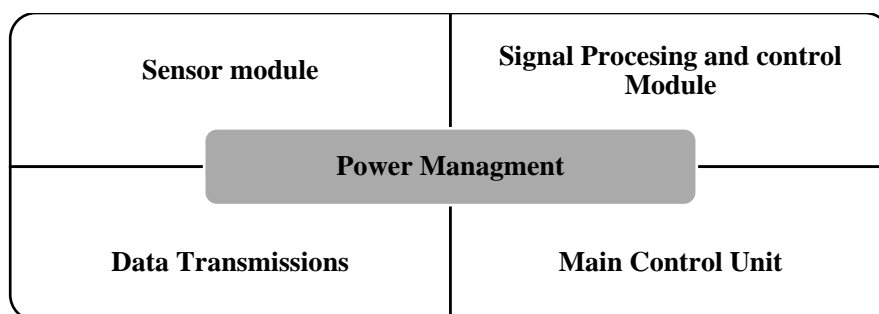 Sensor module
Signal Procesing and control
Module
Power Managment
Data Transmissions
Main Control Unit